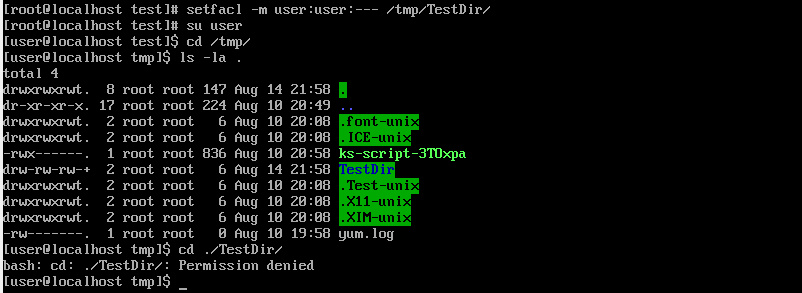 [root@localhost test]# setfacl -m user:user:--- /tmp/TestDir/
[root@localhost test]# su user
[user@localhost test]$ cd /tmp/
[user@localhost tmp]$ ls -la .
total 4
drwxrwxrwt.  8 root root 147 Aug 14 21:58 .
dr-xr-xr-x. 17 root root 224 Aug 10 20:49 ..
drwxrwxrwt.  2 root root   6 Aug 10 20:08 .font-unix
drwxrwxrwt.  2 root root   6 Aug 10 20:08 .ICE-unix
-rwx------.  1 root root 836 Aug 10 20:58 ks-script-3TOxpa
drw-rw-rw-+  2 root root   6 Aug 14 21:58 TestDir
drwxrwxrwt.  2 root root   6 Aug 10 20:08 .Test-unix
drwxrwxrwt.  2 root root   6 Aug 10 20:08 .X11-unix
drwxrwxrwt.  2 root root   6 Aug 10 20:08 .XIM-unix
-rw-------.  1 root root   0 Aug 10 19:58 yum.log
[user@localhost tmp]$ cd ./TestDir/
bash: cd: ./TestDir/: Permission denied
[user@localhost tmp]$ _